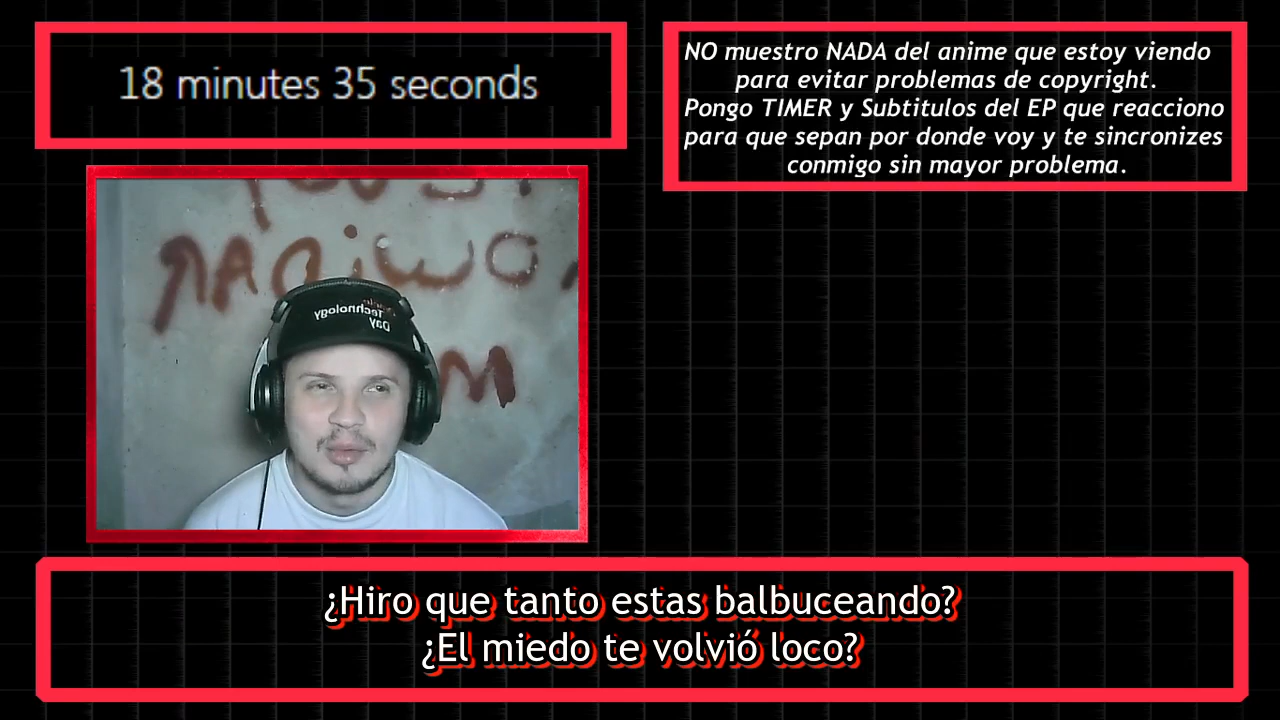 18 minutes 35 seconds
NO muestro NADA del anime que estoy viendo
para evitar problemas de copyright.
Pongo TIMER y Subtitulos del EP que reacciono
para que sepan por donde voy y te sincronizes
conmigo sin mayor problema.
Technology
Day
¿Hiro que tanto estas balbuceando?
¿El miedo te volvió loco?